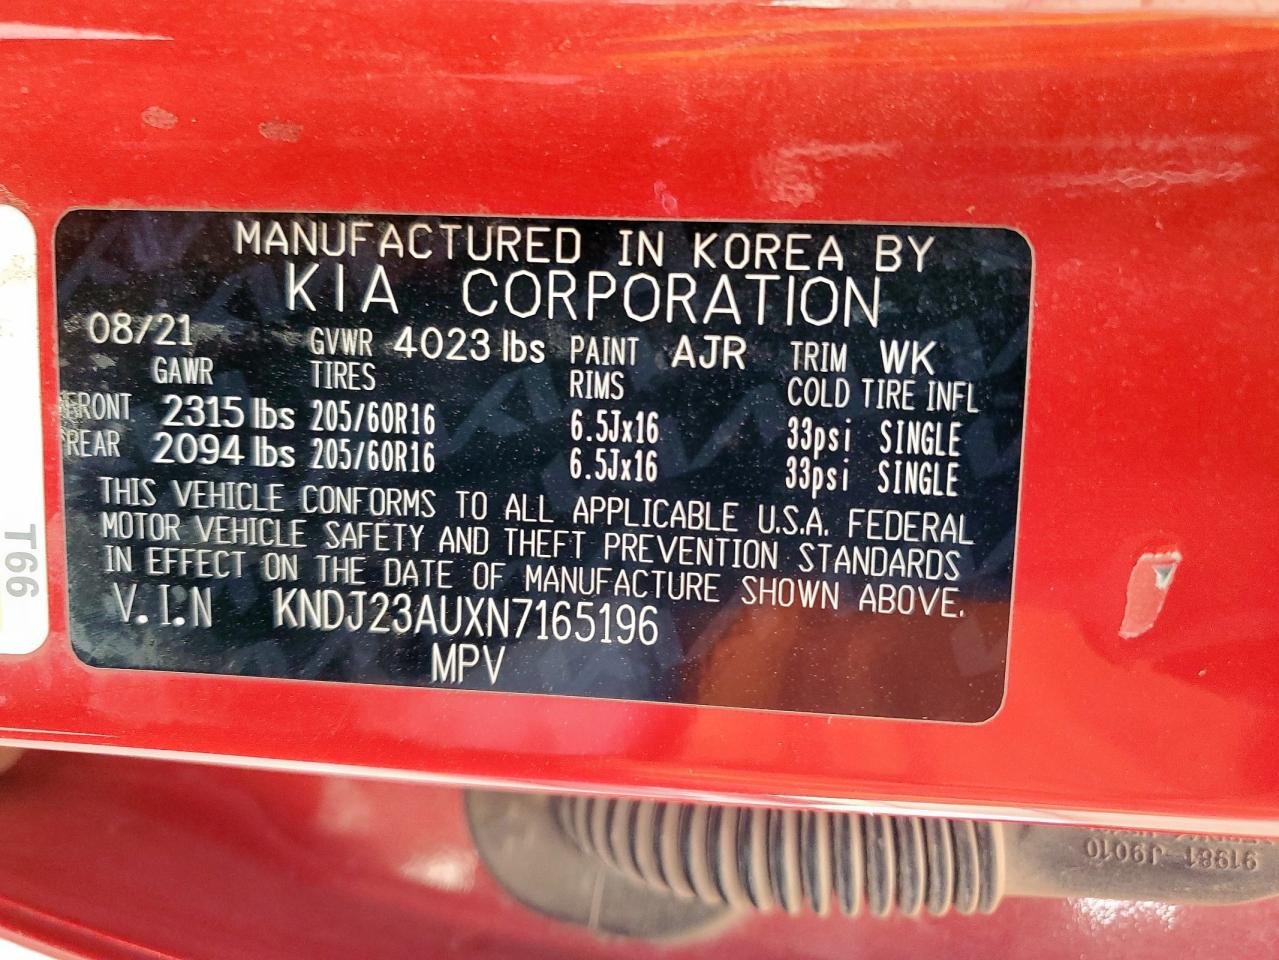 MANUFACTURED IN KOREA BY
KIA CORPORATION
08/21 GVWR 4023 lbs PAINT AJR TRIM WK
GAWR TIRES RIMS COLD TIRE INFL
FRONT 2315 lbs 205/60R16 6.5Jx16 33psi SINGLE
REAR 2094 lbs 205/60R16 6.5Jx16 33psi SINGLE
THIS VEHICLE CONFORMS TO ALL APPLICABLE U.S.A. FEDERAL
MOTOR VEHICLE SAFETY AND THEFT PREVENTION STANDARDS
IN EFFECT ON THE DATE OF MANUFACTURE SHOWN ABOVE.
V.I.N KNDJ23AUXN7165196
MPV
T66
91981-J9010